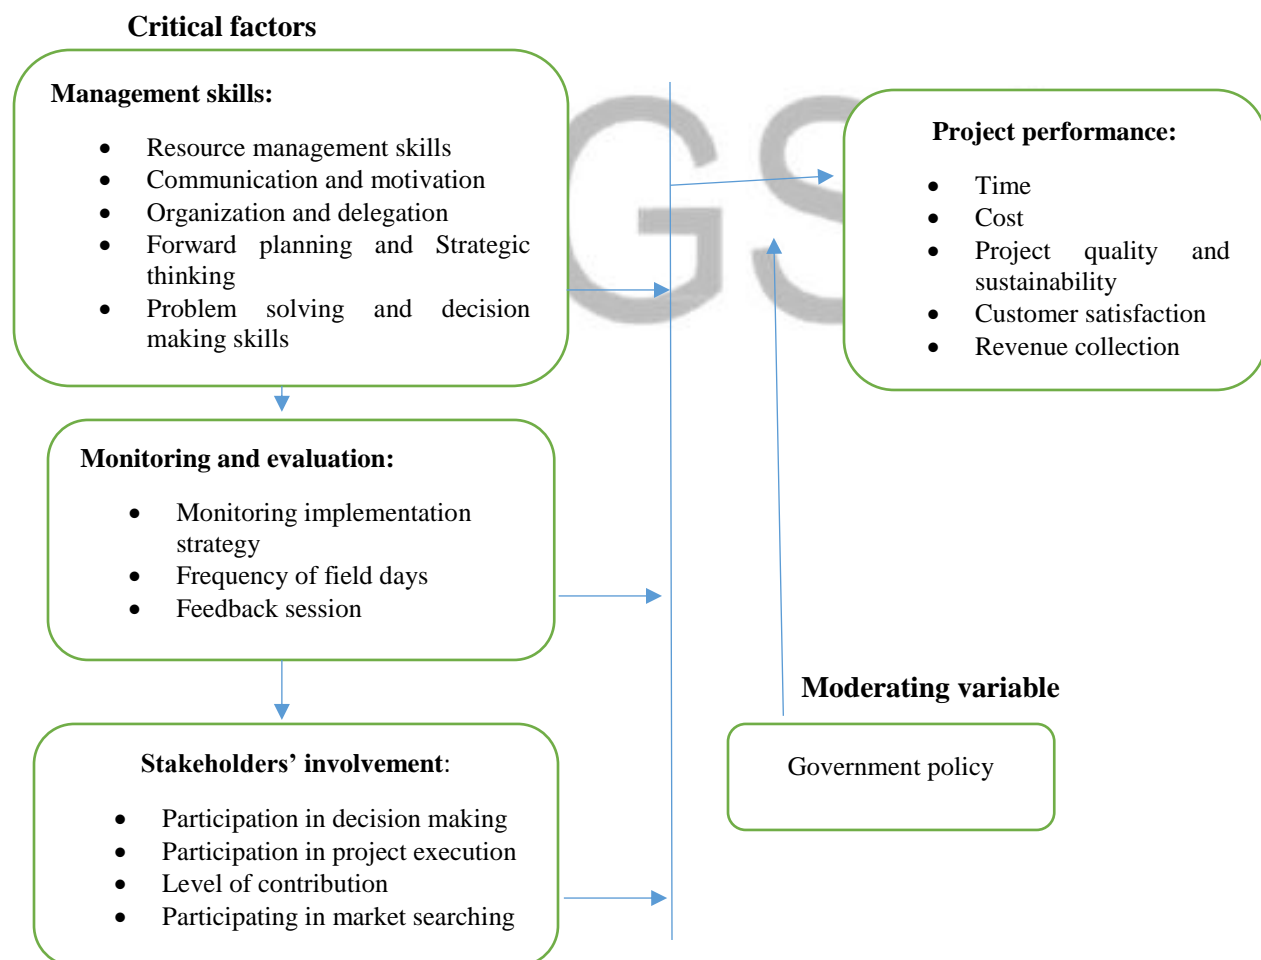 Critical factors
Management skills:
• Resource management skills
• Communication and motivation
• Organization and delegation
• Forward planning and Strategic
thinking
• Problem solving and decision
making skills
Monitoring and evaluation:
• Monitoring implementation
strategy
• Frequency of field days
• Feedback session
Stakeholders’ involvement:
• Participation in decision making
• Participation in project execution
• Level of contribution
• Participating in market searching
GS
Project performance:
• Time
• Cost
• Project quality and
sustainability
• Customer satisfaction
• Revenue collection
Moderating variable
Government policy